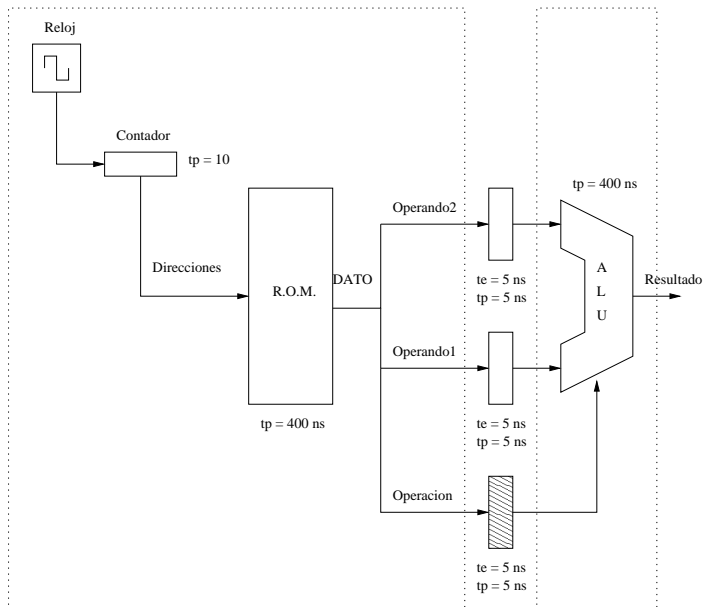 Reloj
Contador
tp = 10
tp = 400 ns
Operando2
Direcciones
R.O.M.
DATO
A
L
U
Resultado
te = 5 ns
tp = 5 ns
Operando1
tp = 400 ns
te = 5 ns
tp = 5 ns
Operacion
te = 5 ns
tp = 5 ns